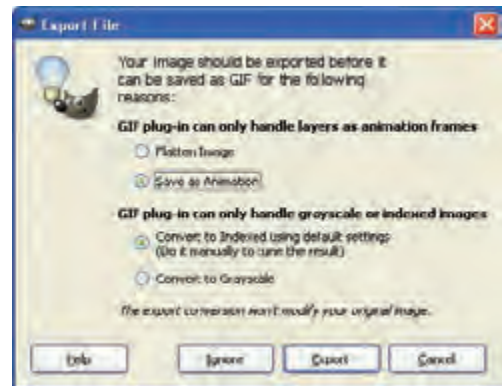 Export File
Your image should be exported before it
can be saved as GIF for the following
reasons:
GIF plug-in can only handle layers as animation frames
Flatten Image
Save as Animation
GIF plug-in can only handle grayscale or indexed images
Convert to Indexed using default settings
(Do it manually to tune the result)
Convert to Grayscale
The export conversion won't modify your original image.
Help Ignore Export Cancel